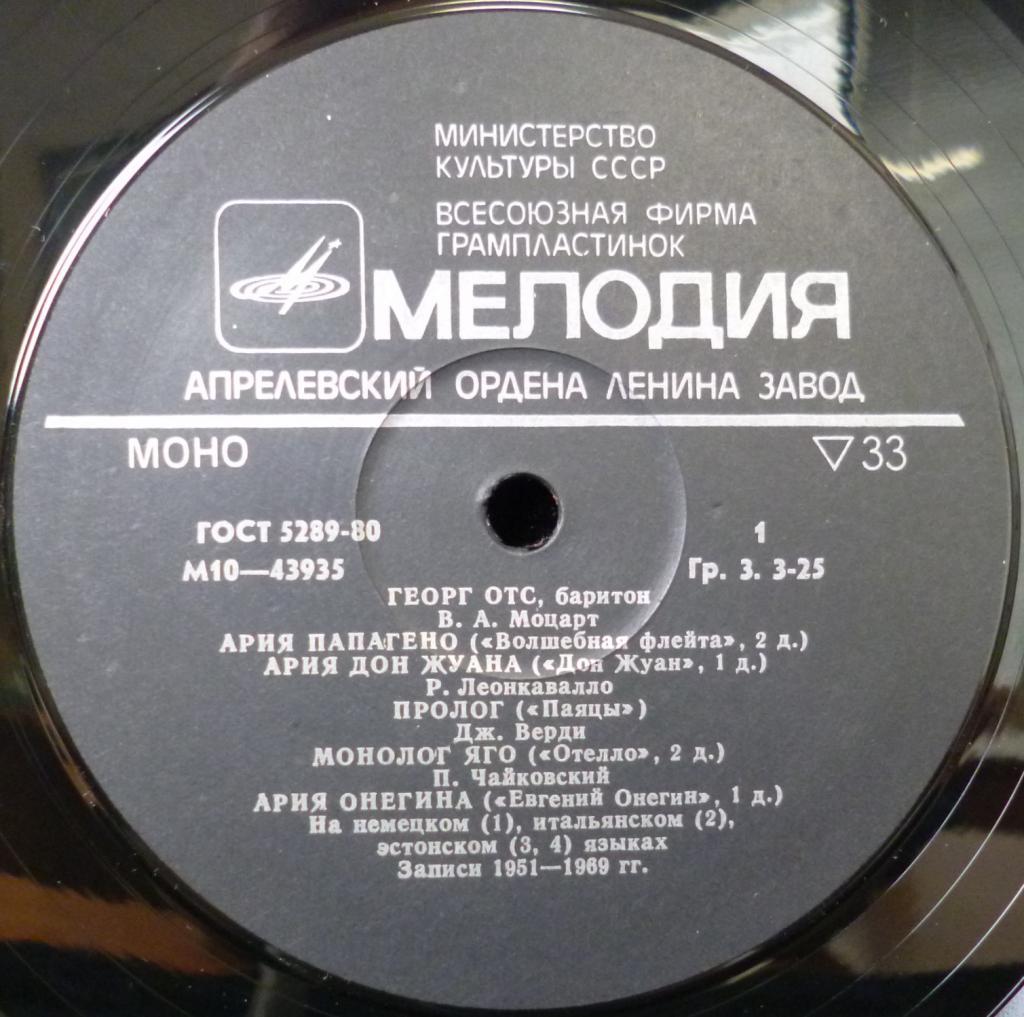 МИНИСТЕРСТВО
КУЛЬТУРЫ СССР
ВСЕСОЮЗНАЯ ФИРМА
ГРАМПЛАСТИНОК
МЕЛОДИЯ
АПРЕЛЕВСКИЙ ОРДЕНА ЛЕНИНА ЗАВОД
МОНО ▽33
ГОСТ 5289-80 1
М10—43935 Гр. 3. 3-25
ГЕОРГ ОТС, баритон
В. А. Моцарт
АРИЯ ПАПАГЕНО («Волшебная флейта», 2 д.)
АРИЯ ДОН ЖУАНА («Дон Жуан», 1 д.)
Р. Леонкавалло
ПРОЛОГ («Паяцы»)
Дж. Верди
МОНОЛОГ ЯГО («Отелло», 2 д.)
П. Чайковский
АРИЯ ОНЕГИНА («Евгений Онегин», 1 д.)
На немецком (1), итальянском (2),
эстонском (3, 4) языках
Записи 1951—1969 гг.